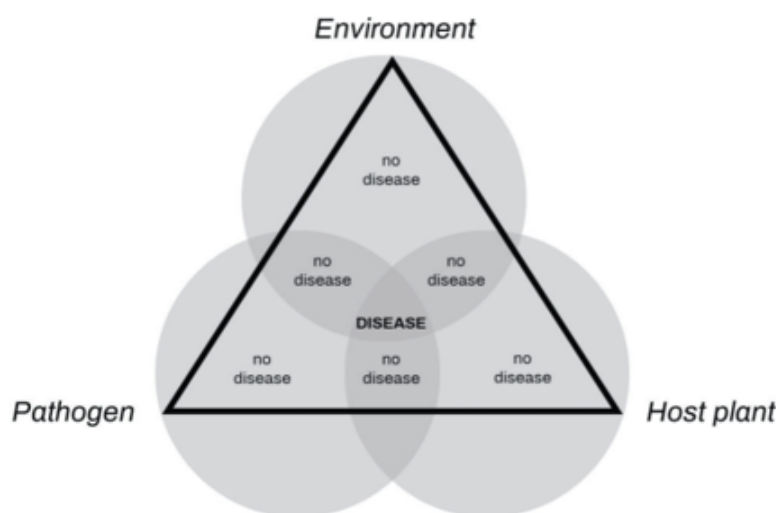 Environment
no
disease
no
disease
no
disease
DISEASE
no
disease
no
disease
no
disease
Pathogen
Host plant